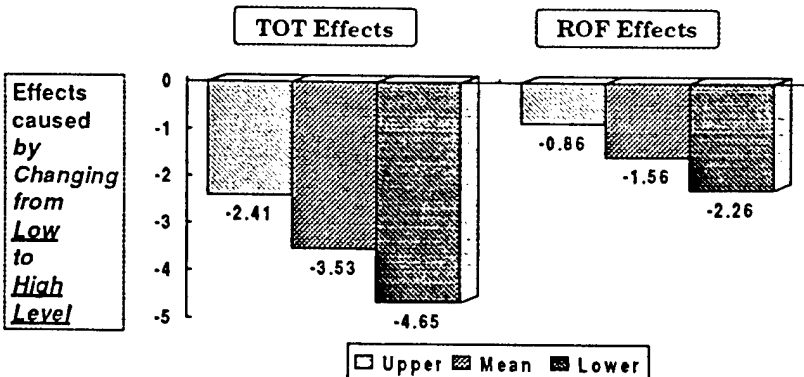 TOT Effects
ROF Effects
Effects
caused
by
Changing
from
Low
to
High
Level
0
-1
-2
-3
-4
-5
-2.41
-3.53
-4.65
-0.86
-1.56
-2.26
Upper Mean Lower